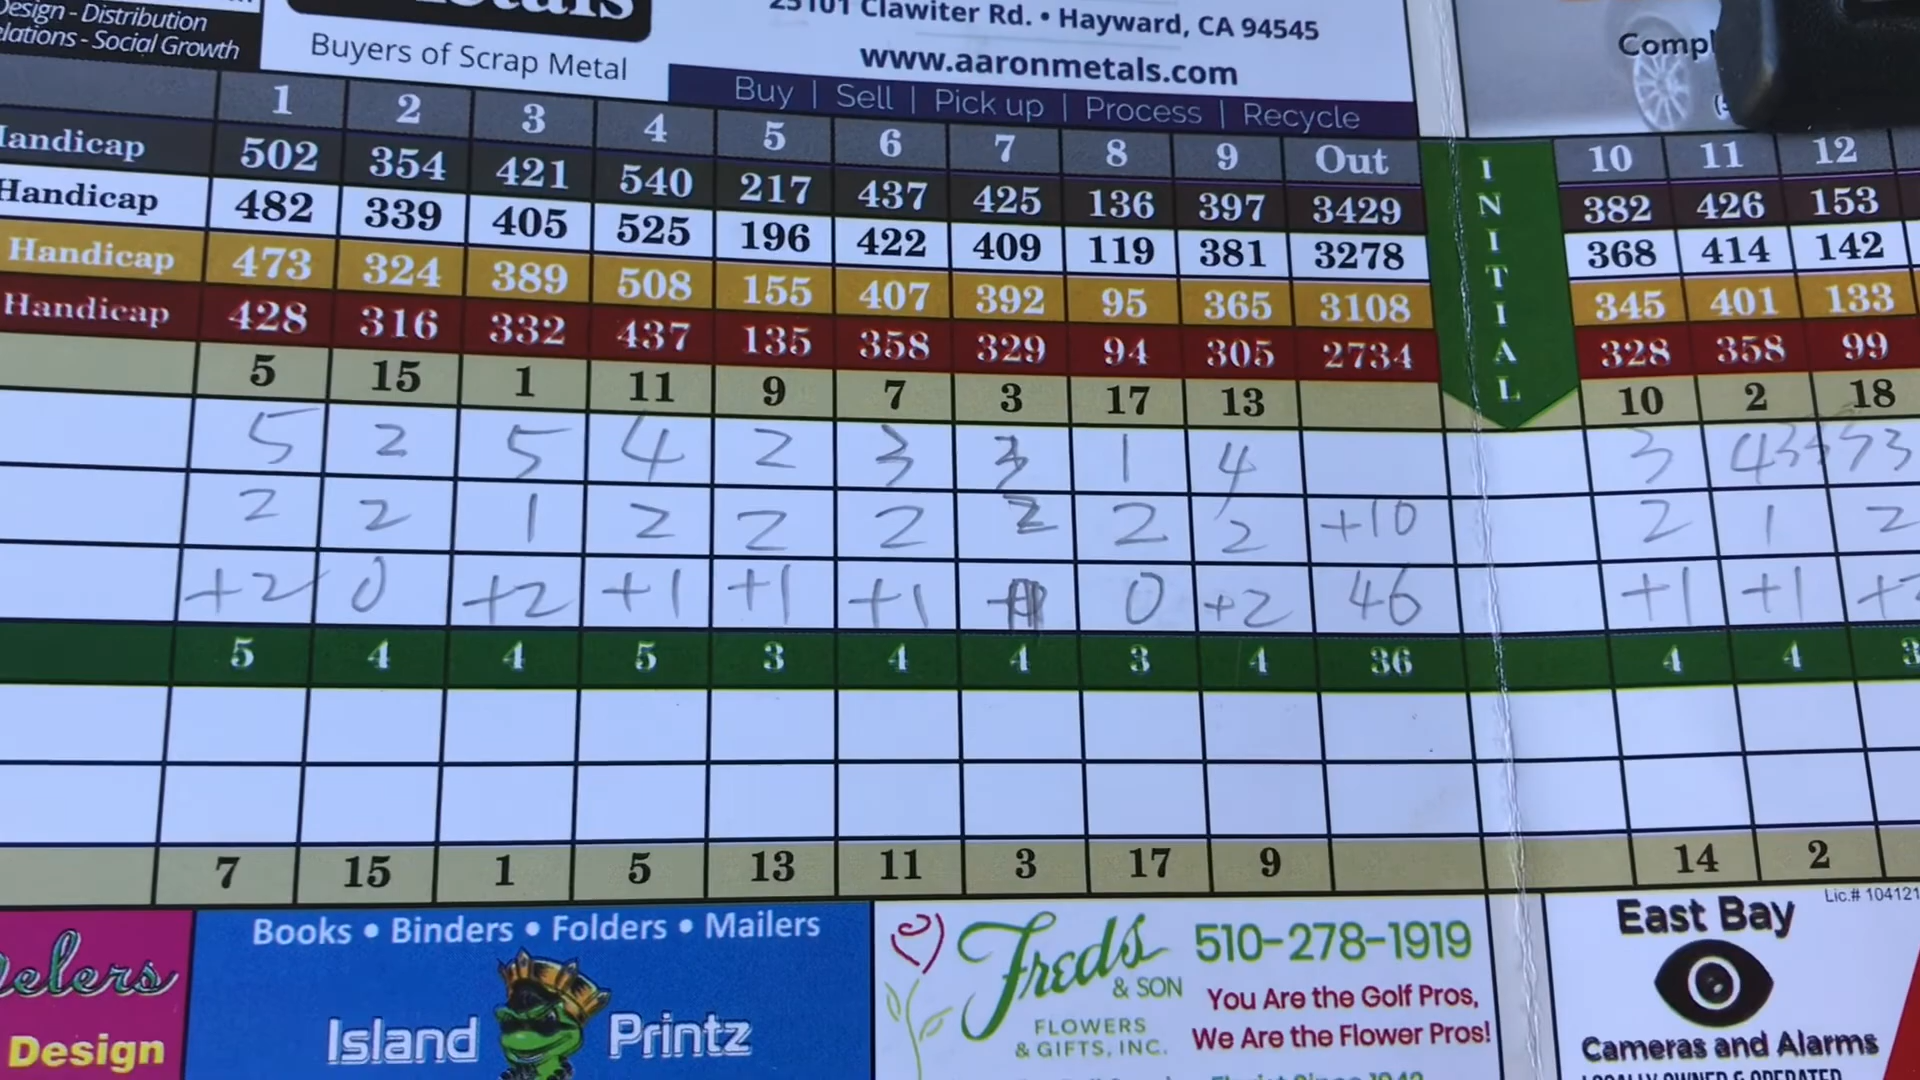 Design - Distribution
elations - Social Growth
Buyers of Scrap Metal
25101 Clawiter Rd. • Hayward, CA 94545
www.aaronmetals.com
Buy | Sell | Pick up | Process | Recycle
Compl
1 2 3 4 5 6 7 8 9 Out INITIAL 10 11 12
Handicap 502 354 421 540 217 437 425 136 397 3429 382 426 153
Handicap 482 339 405 525 196 422 409 119 381 3278 368 414 142
Handicap 473 324 389 508 155 407 392 95 365 3108 345 401 133
Handicap 428 316 332 437 135 358 329 94 305 2734 328 358 99
5 15 1 11 9 7 3 17 13 10 2 18
5 2 5 4 2 3 3 1 4 3 4
2 2 1 2 2 2 2 2 2 +10 2 1 2
+2 0 +2 +1 +1 +1 0 +2 46 +1 +1
5 4 4 5 3 4 4 3 4 36 4 4 3
7 15 1 5 13 11 3 17 9 14 2
elers
Design
Books • Binders • Folders • Mailers
Island Printz
Freds
& SON
FLOWERS
& GIFTS, INC.
510-278-1919
You Are the Golf Pros,
We Are the Flower Pros!
Lic.# 104121
East Bay
Cameras and Alarms
LOCALLY OWNED & OPERATED